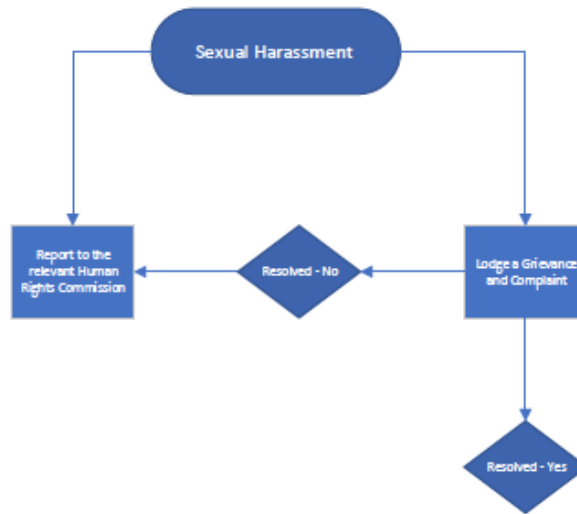 Sexual Harassment
Report to the
relevant Human
Rights Commission
Resolved - No
Lodge a Grievance
and Complaint
Resolved - Yes